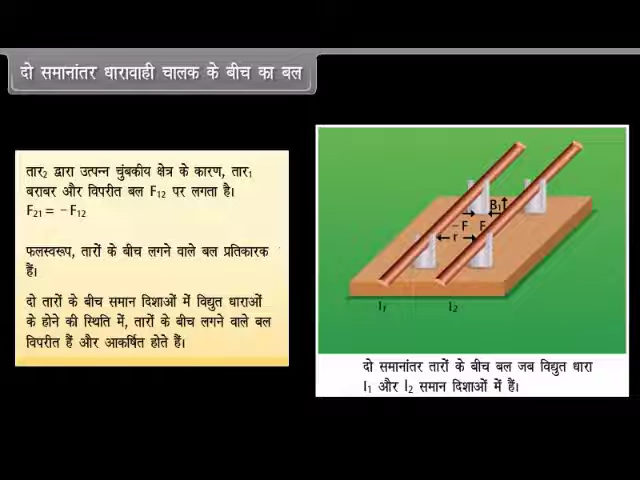 दो समानांतर धारावाही चालक के बीच का बल
तार₂ द्वारा उत्पन्न चुंबकीय क्षेत्र के कारण, तार₁
बराबर और विपरीत बल F₁₂ पर लगता है।
F₂₁ = − F₁₂
फलस्वरूप, तारों के बीच लगने वाले बल प्रतिकारक
हैं।
दो तारों के बीच समान दिशाओं में विद्युत धाराओं
के होने की स्थिति में, तारों के बीच लगने वाले बल
विपरीत हैं और आकर्षित होते हैं।
B₁
−F F
r
I₁ I₂
दो समानांतर तारों के बीच बल जब विद्युत धारा
I₁ और I₂ समान दिशाओं में हैं।